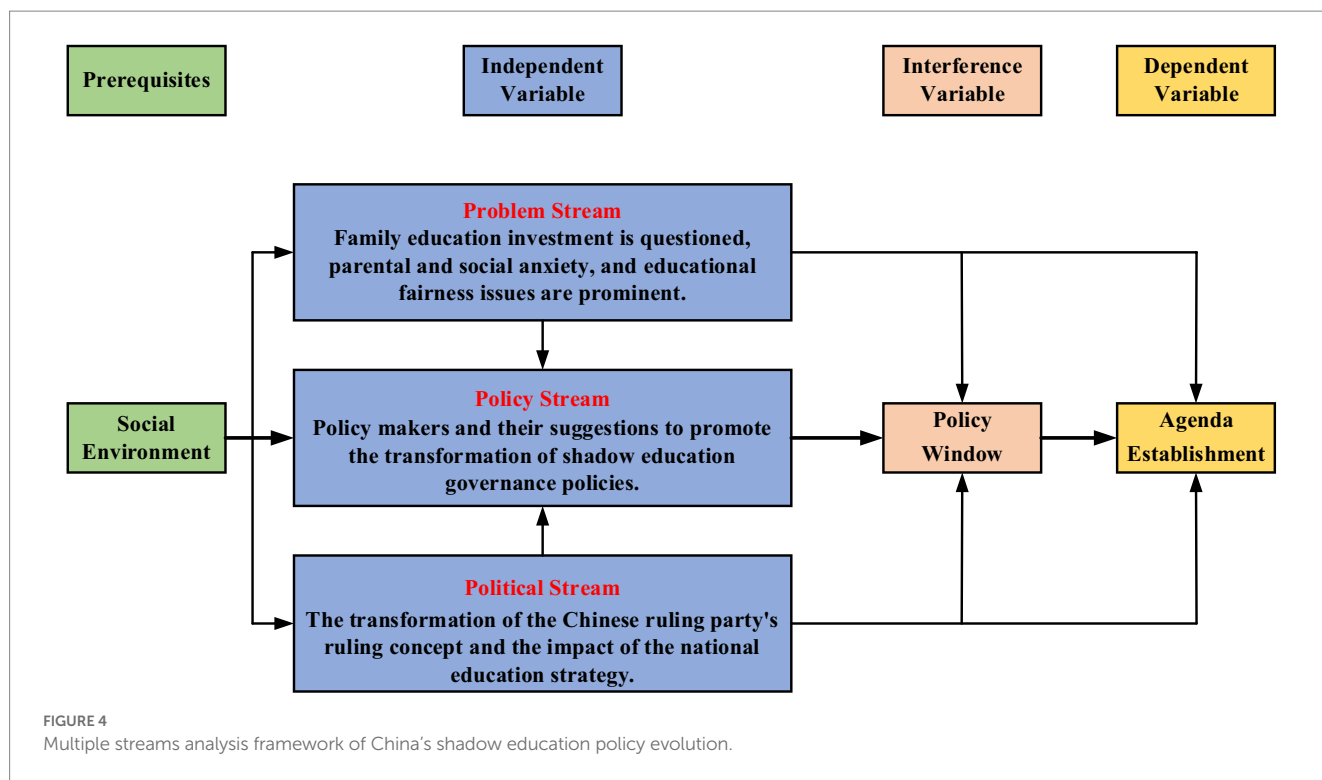 Prerequisites
Independent
Variable
Interference
Variable
Dependent
Variable
Problem Stream
Family education investment is questioned,
parental and social anxiety, and educational
fairness issues are prominent.
Social
Environment
Policy Stream
Policy makers and their suggestions to promote
the transformation of shadow education
governance policies.
Policy
Window
Agenda
Establishment
Political Stream
The transformation of the Chinese ruling party's
ruling concept and the impact of the national
education strategy.
FIGURE 4
Multiple streams analysis framework of China’s shadow education policy evolution.